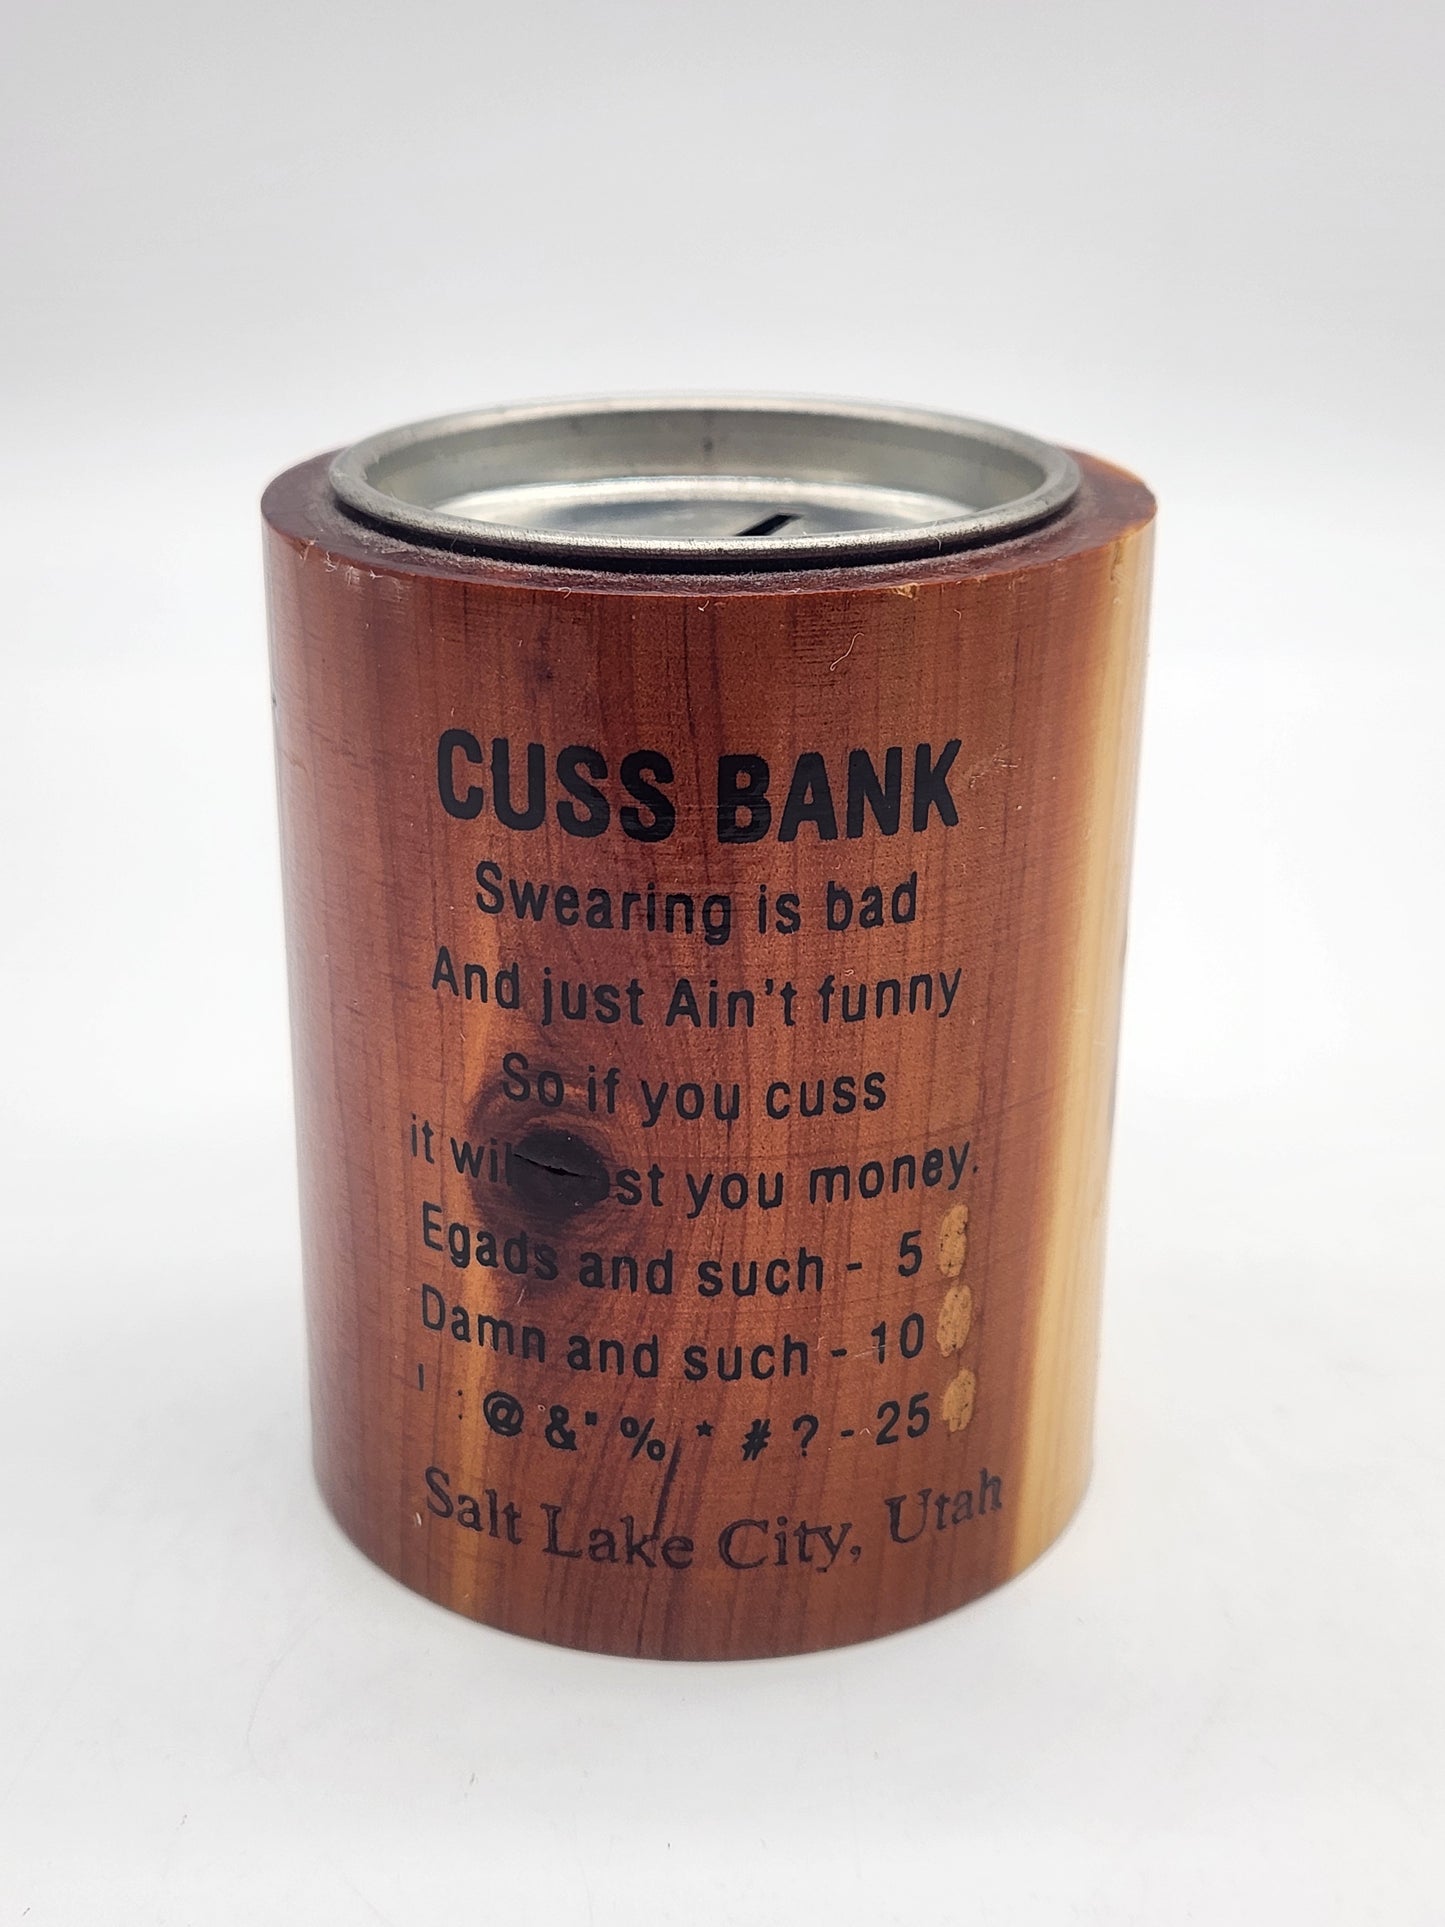 CUSS BANK
Swearing is bad
And just Ain't funny
So if you cuss
it you money.
Egads and such - 5
Damn and such - 10
! : @ &" % * # ? - 25
Salt Lake City, Utah